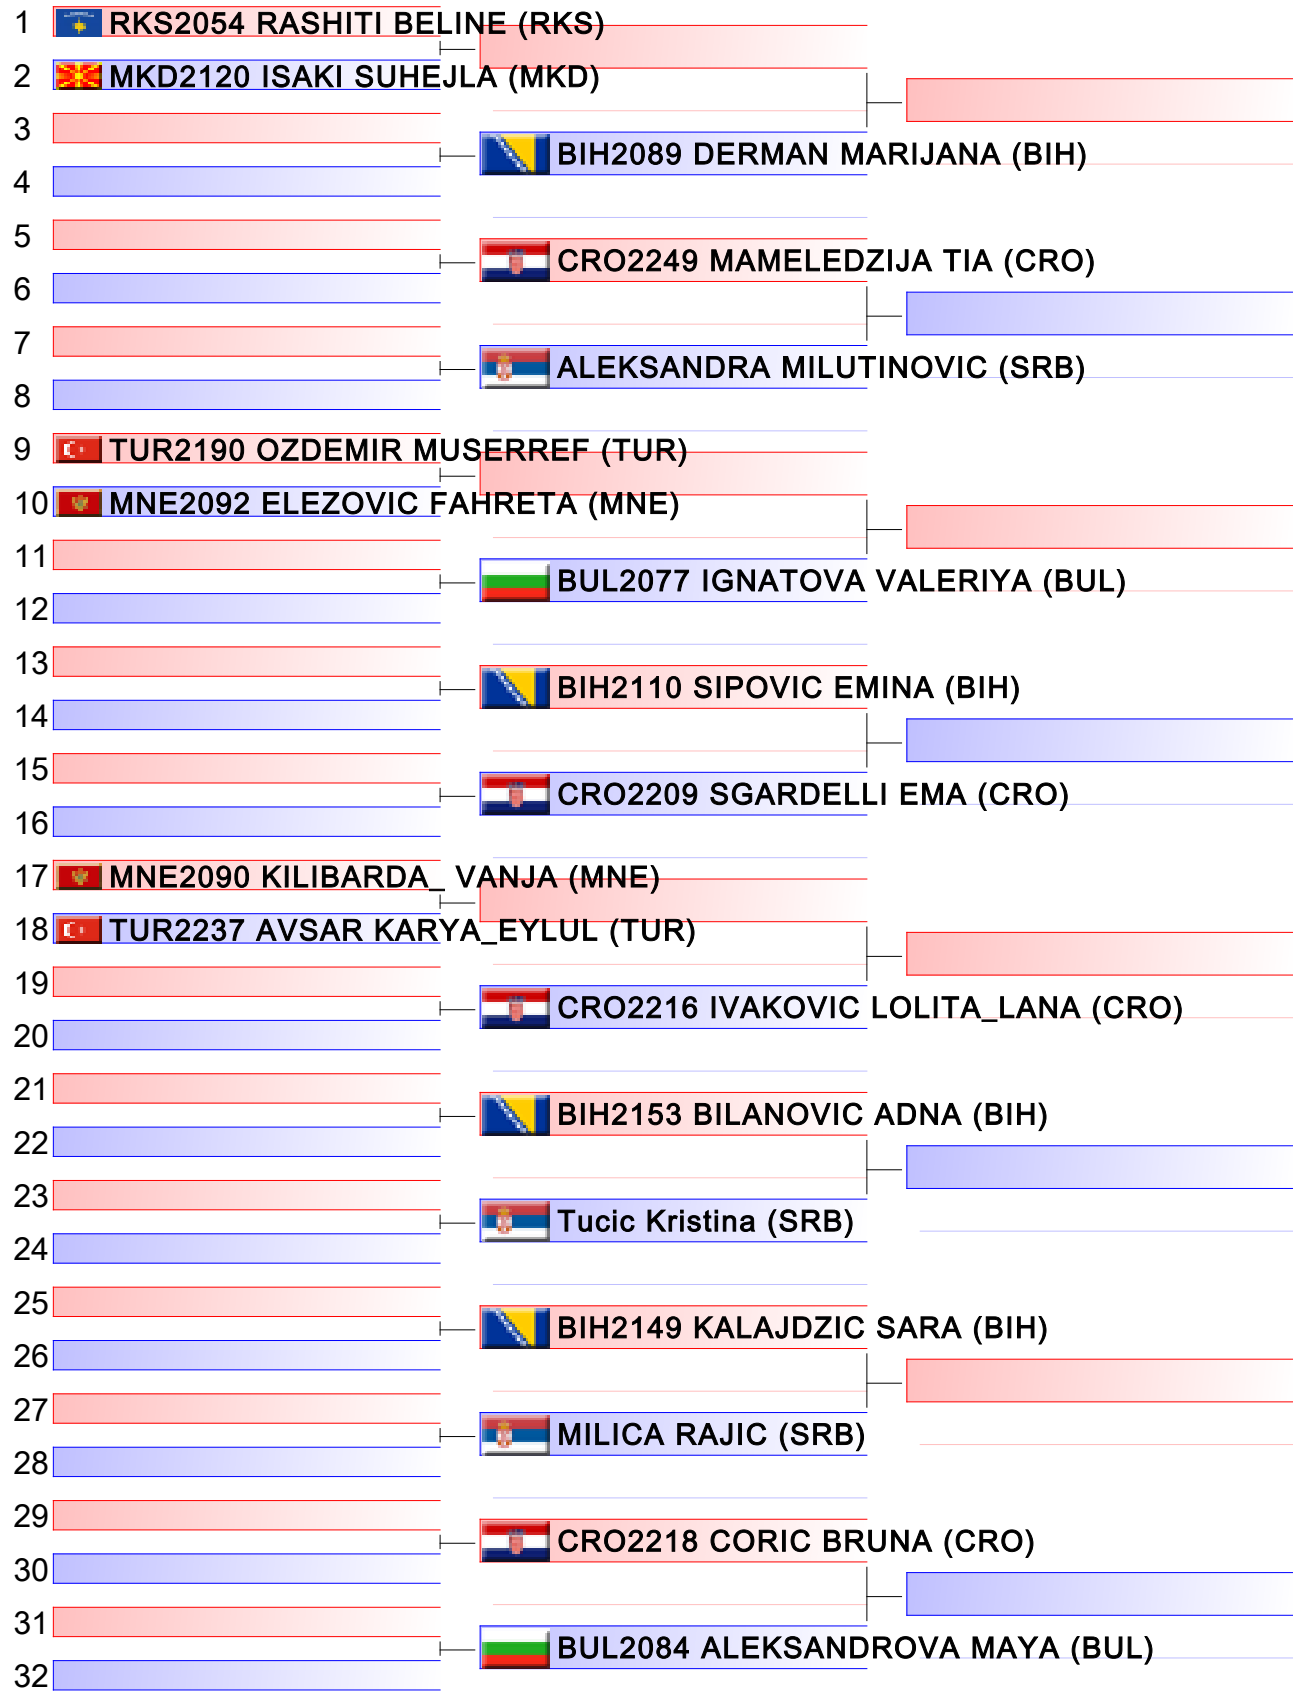 1 RKS2054 RASHITI BELINE (RKS)
2 MKD2120 ISAKI SUHEJLA (MKD)
3
BIH2089 DERMAN MARIJANA (BIH)
4
5
CRO2249 MAMELEDZIJA TIA (CRO)
6
7
ALEKSANDRA MILUTINOVIC (SRB)
8
9 TUR2190 OZDEMIR MUSERREF (TUR)
10 MNE2092 ELEZOVIC FAHRETA (MNE)
11
BUL2077 IGNATOVA VALERIYA (BUL)
12
13
BIH2110 SIPOVIC EMINA (BIH)
14
15
CRO2209 SGARDELLI EMA (CRO)
16
17 MNE2090 KILIBARDA_ VANJA (MNE)
18 TUR2237 AVSAR KARYA_EYLUL (TUR)
19
CRO2216 IVAKOVIC LOLITA_LANA (CRO)
20
21
BIH2153 BILANOVIC ADNA (BIH)
22
23
Tucic Kristina (SRB)
24
25
BIH2149 KALAJDZIC SARA (BIH)
26
27
MILICA RAJIC (SRB)
28
29
CRO2218 CORIC BRUNA (CRO)
30
31
BUL2084 ALEKSANDROVA MAYA (BUL)
32